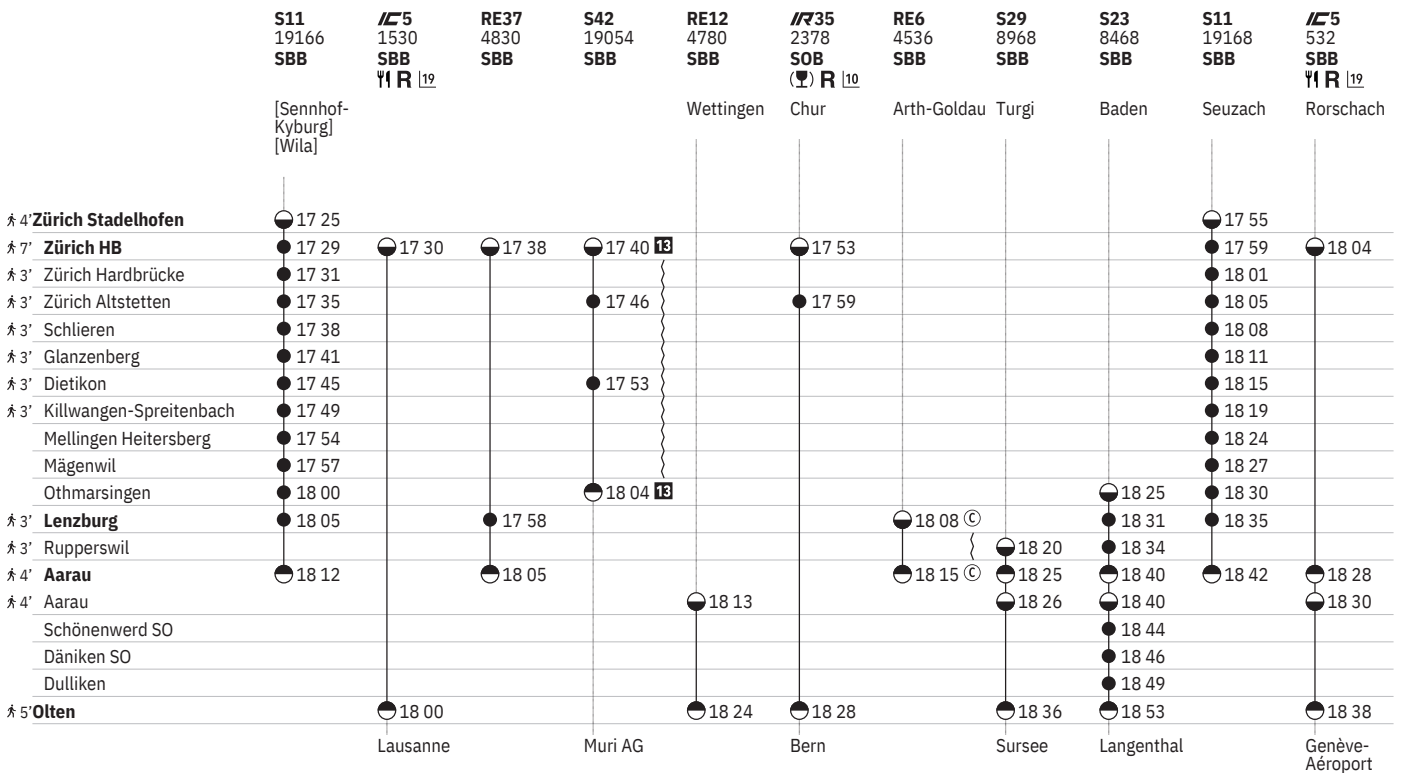 S11 IC5 RE37 S42 RE12 IR35 RE6 S29 S23 S11 IC5
19166 1530 4830 19054 4780 2378 4536 8968 8468 19168 532
SBB SBB SBB SBB SBB SOB SBB SBB SBB SBB SBB
R 19 R 10 R 19
[Sennhof- Wettingen Chur Arth-Goldau Turgi Baden Seuzach Rorschach
Kyburg]
[Wila]
4' Zürich Stadelhofen 17 25 17 55
7' Zürich HB 17 29 17 30 17 38 17 40 13 17 53 17 59 18 04
3' Zürich Hardbrücke 17 31 18 01
3' Zürich Altstetten 17 35 17 46 17 59 18 05
3' Schlieren 17 38 18 08
3' Glanzenberg 17 41 18 11
3' Dietikon 17 45 17 53 18 15
3' Killwangen-Spreitenbach 17 49 18 19
Mellingen Heitersberg 17 54 18 24
Mägenwil 17 57 18 27
Othmarsingen 18 00 18 04 13 18 25 18 30
3' Lenzburg 18 05 17 58 18 08 C 18 31 18 35
3' Rupperswil 18 20 18 34
4' Aarau 18 12 18 05 18 15 C 18 25 18 40 18 42 18 28
4' Aarau 18 13 18 26 18 40 18 30
Schönenwerd SO 18 44
Däniken SO 18 46
Dulliken 18 49
5' Olten 18 00 18 24 18 28 18 36 18 53 18 38
Lausanne Muri AG Bern Sursee Langenthal Genève-
Aéroport